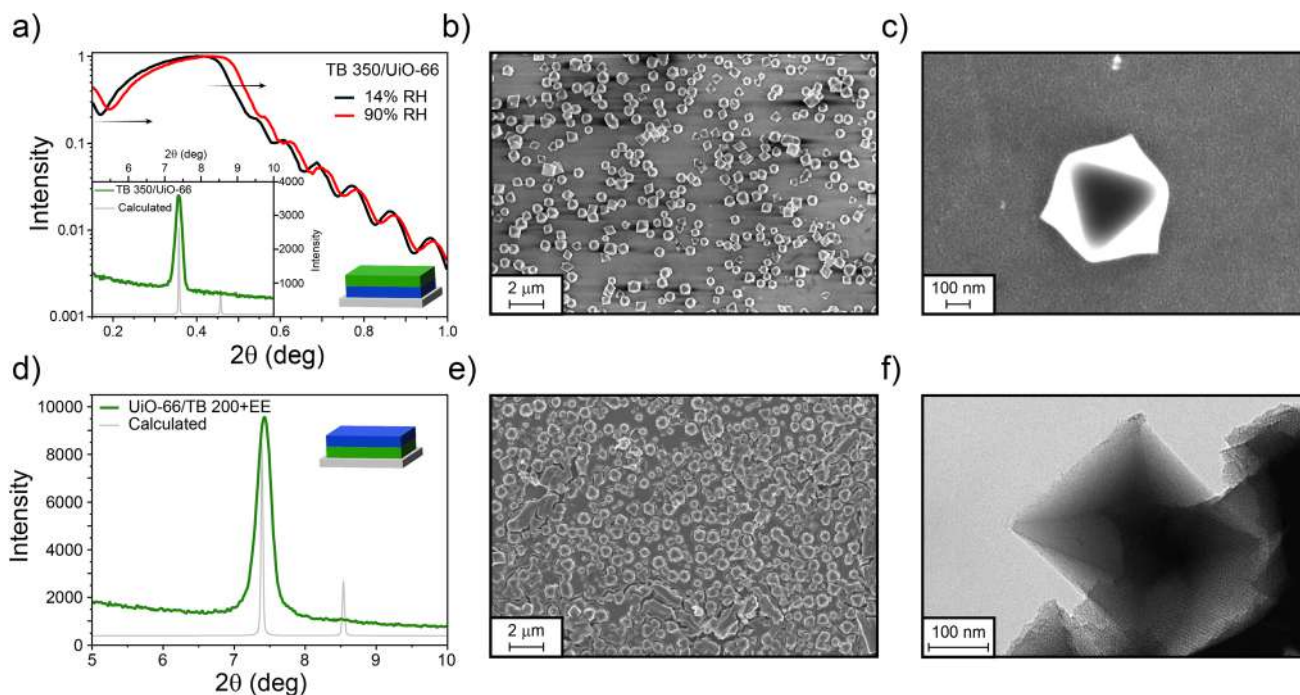 a)
b)
c)
TB 350/UiO-66
14% RH
90% RH
1
0.1
0.01
0.001
Intensity
6 7 8 9 10
2θ (deg)
TB 350/UiO-66
Calculated
4000
3000
2000
1000
Intensity
0.2 0.4 0.6 0.8 1.0
2θ (deg)
2 μm
100 nm
d)
e)
f)
UiO-66/TB 200+EE
Calculated
10000
8000
6000
4000
2000
0
Intensity
5 6 7 8 9 10
2θ (deg)
2 μm
100 nm